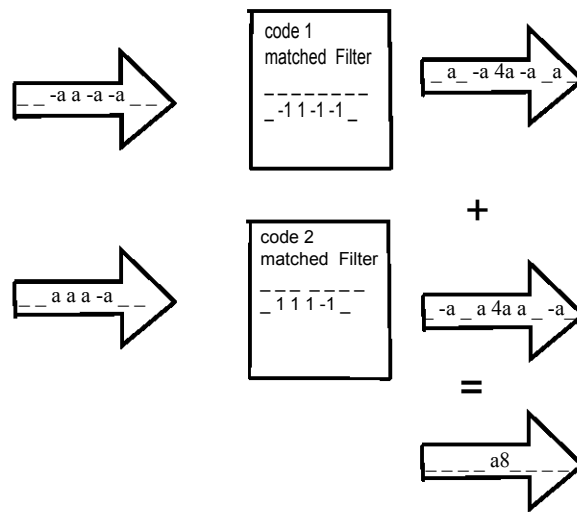 _ _ -a a -a -a _ _
code 1
matched Filter
_ _ _ _ _ _ _ _
_ -1 1 -1 -1 _
_ a _ -a 4a -a _ a _
+
_ _ a a a -a _ _
code 2
matched Filter
_ _ _ _ _ _ _
_ 1 1 1 -1 _
_ -a _ a 4a a _ -a _
=
_ _ _ _ a8 _ _ _ _